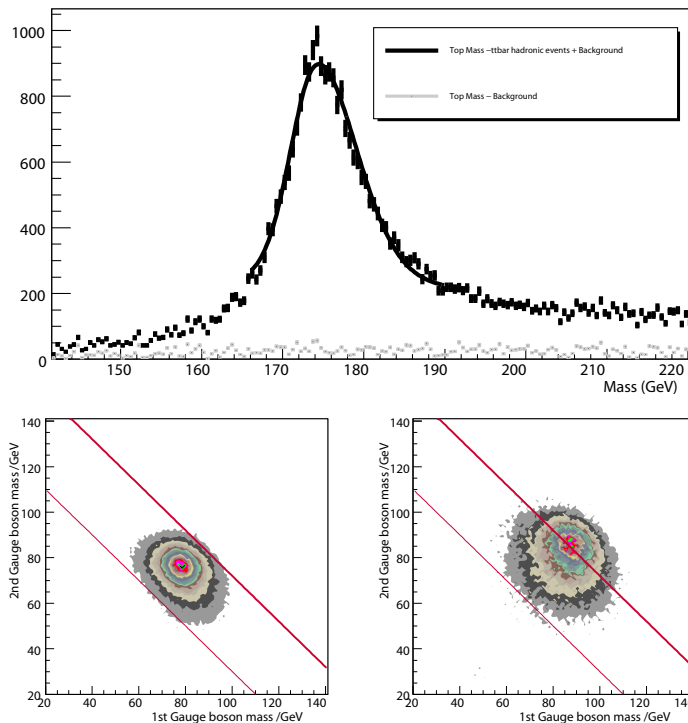 1000
Top Mass −ttbar hadronic events + Background
800
Top Mass − Background
600
400
200
0
150 160 170 180 190 200 210 220
Mass (GeV)
2nd Gauge boson mass /GeV
140
120
100
80
60
40
20
20 40 60 80 100 120 140
1st Gauge boson mass /GeV
2nd Gauge boson mass /GeV
140
120
100
80
60
40
20
20 40 60 80 100 120 140
1st Gauge boson mass /GeV